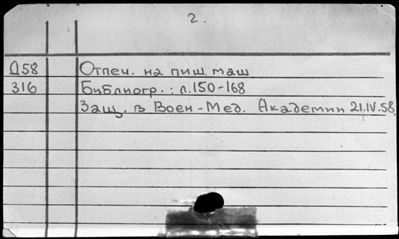 2.
Д58 Отпеч. на пиш. маш
316 Библиогр.: л.150-168
Защ. в Воен-Мед. Академии 21.IV.58